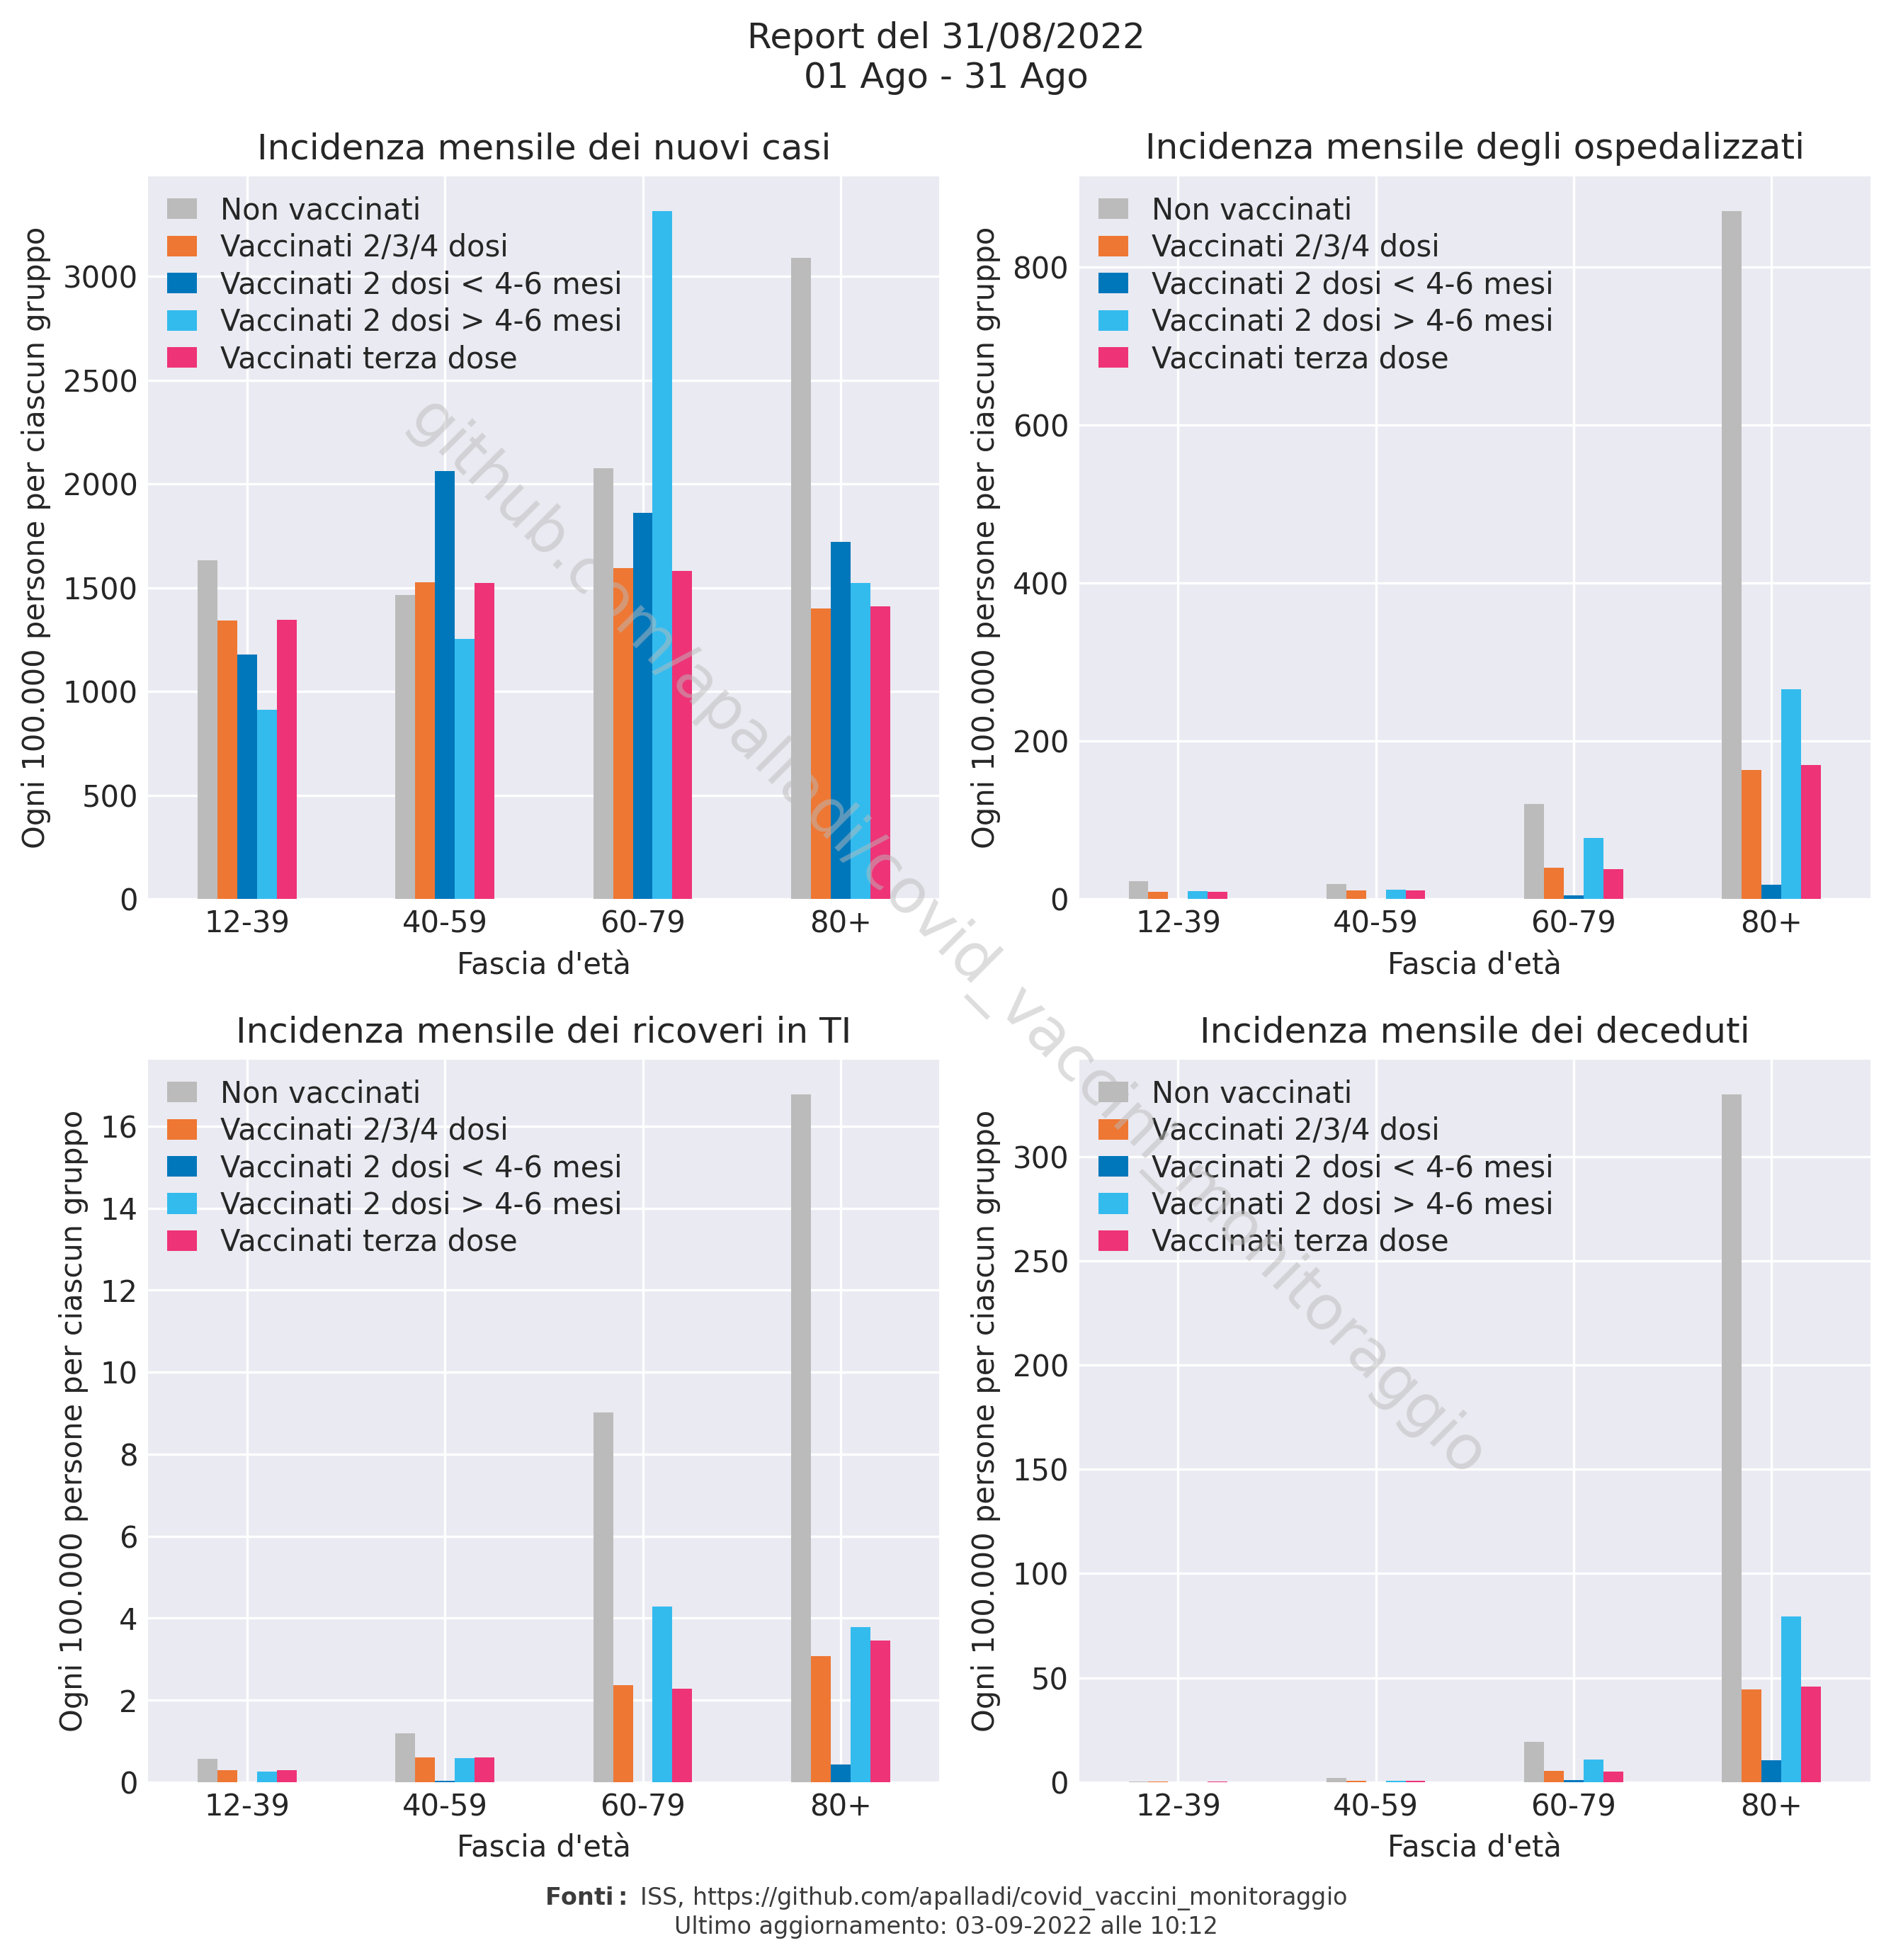 Report del 31/08/2022
01 Ago - 31 Ago
Incidenza mensile dei nuovi casi
Ogni 100.000 persone per ciascun gruppo
3000
2500
2000
1500
1000
500
0
Non vaccinati
Vaccinati 2/3/4 dosi
Vaccinati 2 dosi < 4-6 mesi
Vaccinati 2 dosi > 4-6 mesi
Vaccinati terza dose
12-39 40-59 60-79 80+
Fascia d'età
Incidenza mensile degli ospedalizzati
Ogni 100.000 persone per ciascun gruppo
800
600
400
200
0
Non vaccinati
Vaccinati 2/3/4 dosi
Vaccinati 2 dosi < 4-6 mesi
Vaccinati 2 dosi > 4-6 mesi
Vaccinati terza dose
12-39 40-59 60-79 80+
Fascia d'età
Incidenza mensile dei ricoveri in TI
Ogni 100.000 persone per ciascun gruppo
16
14
12
10
8
6
4
2
0
Non vaccinati
Vaccinati 2/3/4 dosi
Vaccinati 2 dosi < 4-6 mesi
Vaccinati 2 dosi > 4-6 mesi
Vaccinati terza dose
12-39 40-59 60-79 80+
Fascia d'età
Incidenza mensile dei deceduti
Ogni 100.000 persone per ciascun gruppo
300
250
200
150
100
50
0
Non vaccinati
Vaccinati 2/3/4 dosi
Vaccinati 2 dosi < 4-6 mesi
Vaccinati 2 dosi > 4-6 mesi
Vaccinati terza dose
12-39 40-59 60-79 80+
Fascia d'età
github.com/apalladi/covid_vaccini_monitoraggio
Fonti: ISS, https://github.com/apalladi/covid_vaccini_monitoraggio
Ultimo aggiornamento: 03-09-2022 alle 10:12